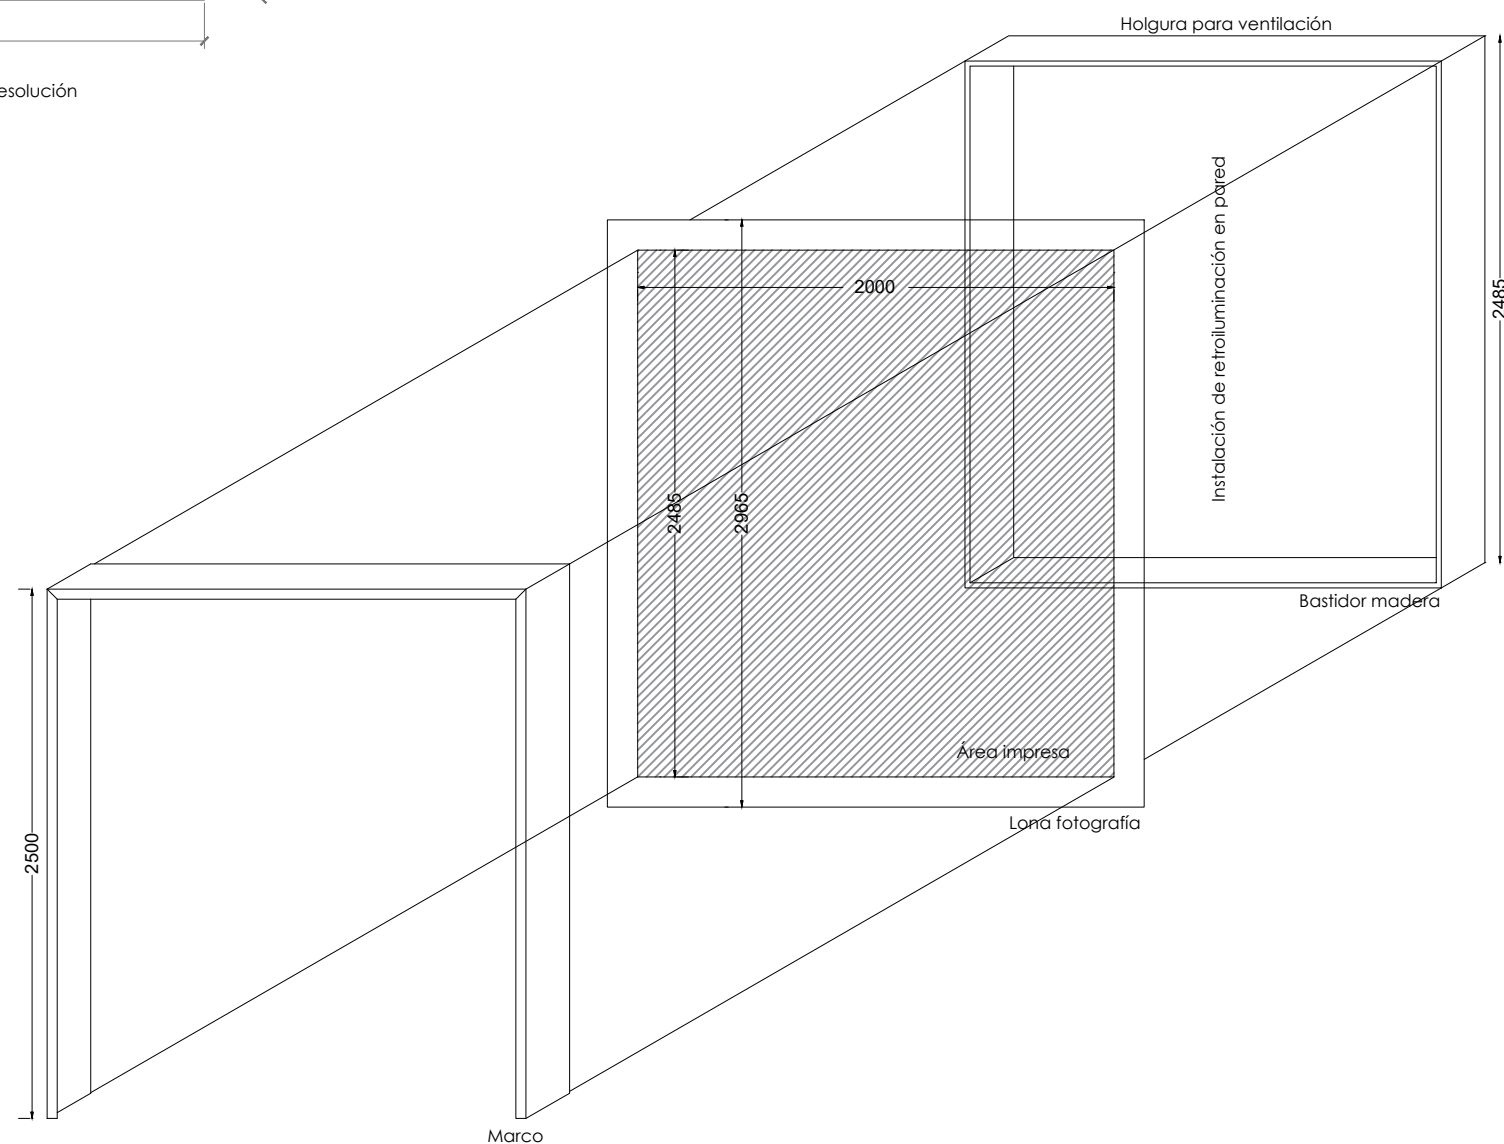 Holgura para ventilación
esolución
Instalación de retroiluminación en pared
2000
2485
2485
2965
Bastidor madera
Área impresa
Lona fotografía
2500
Marco